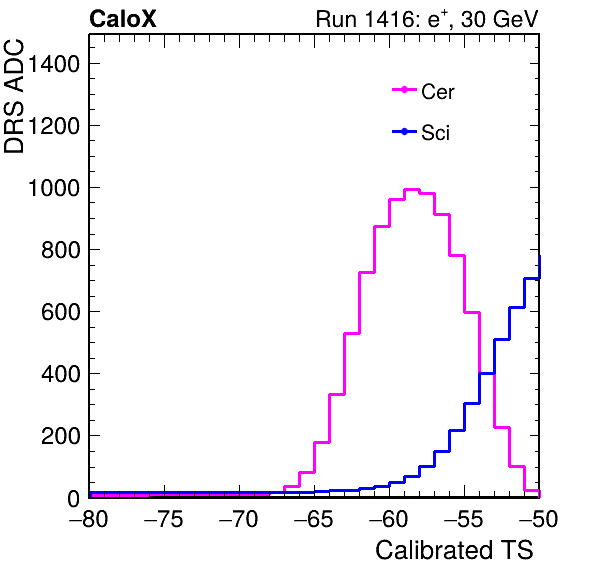 CaloX Run 1416: e⁺, 30 GeV
DRS ADC
1400
1200
1000
800
600
400
200
0
Cer
Sci
−80 −75 −70 −65 −60 −55 −50
Calibrated TS